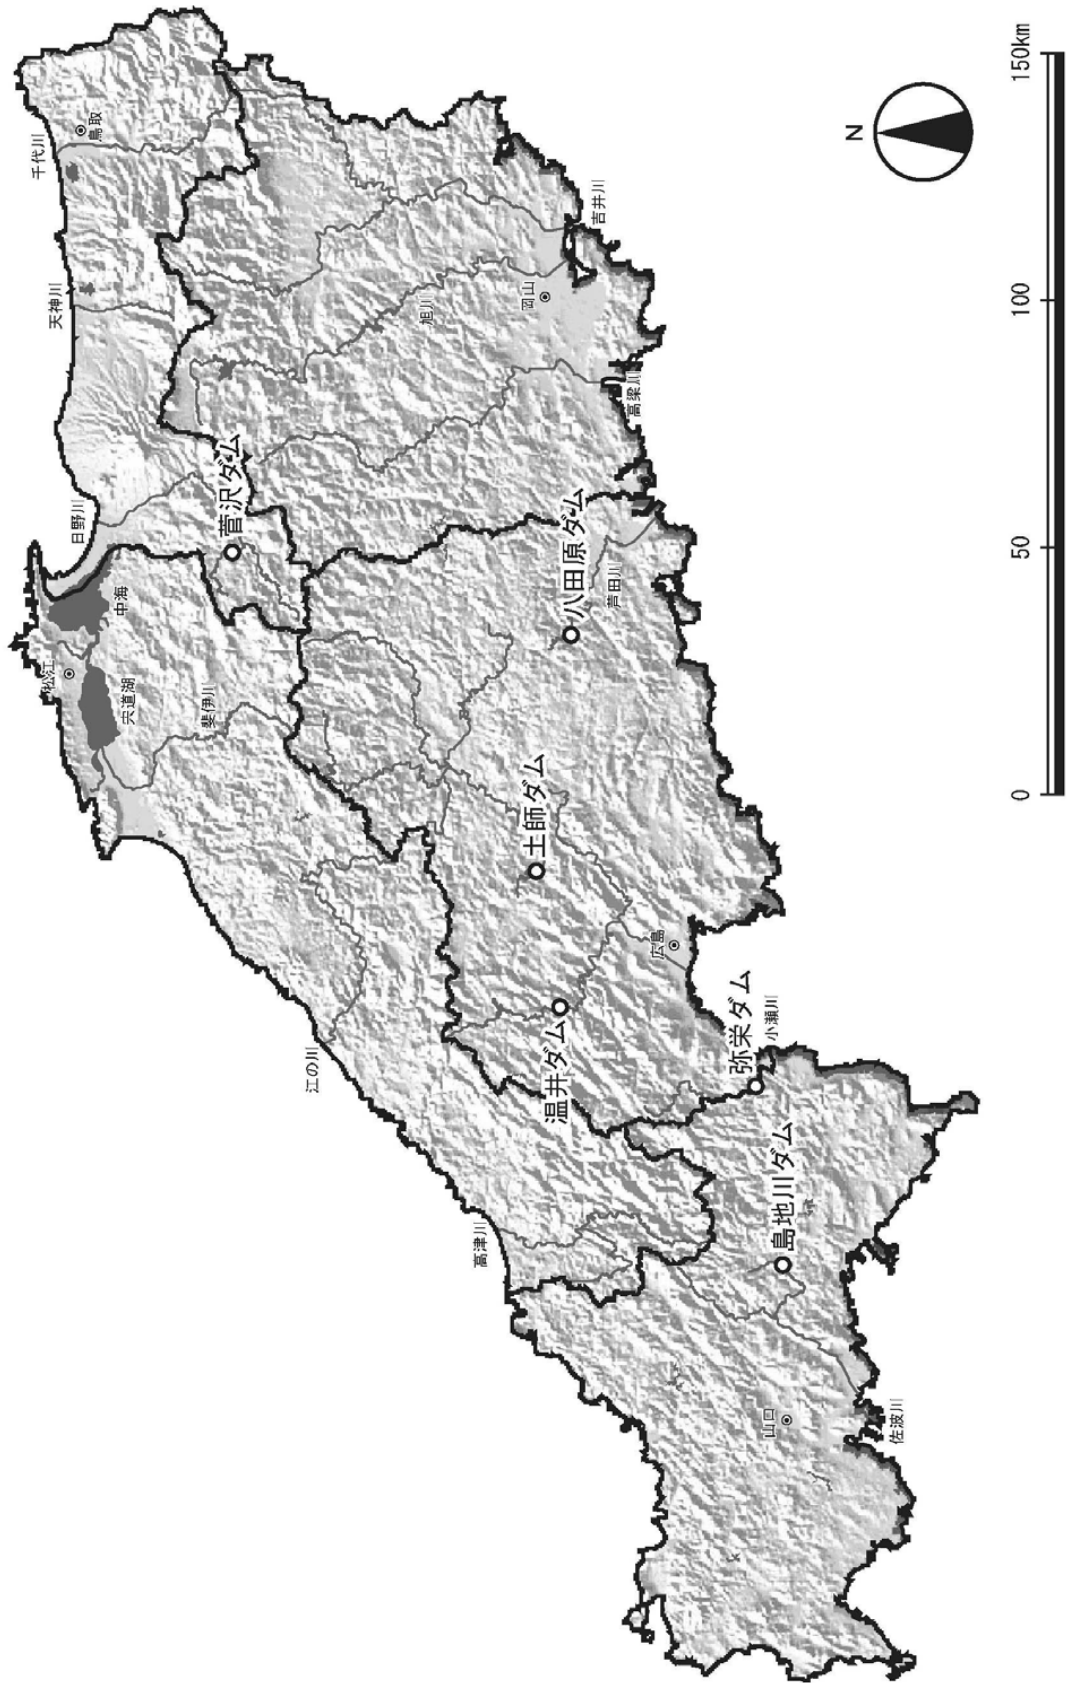 千代川
鳥取
天神川
日野川
菅沢ダム
中海
松江
宍道湖
斐伊川
吉井川
旭川
岡山
高梁川
八田原ダム
芦田川
土師ダム
江の川
温井ダム
広島
弥栄ダム
小瀬川
高津川
島地川ダム
山口
佐波川
N
0
50
100
150km